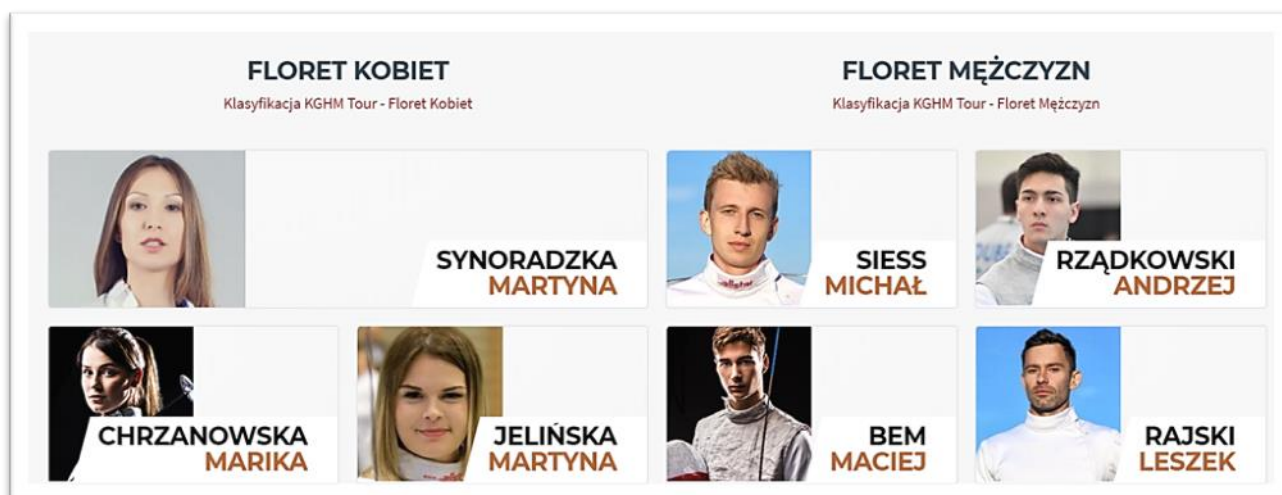 FLORET KOBIET
Klasyfikacja KGHM Tour - Floret Kobiet
SYNORADZKA
MARTYNA
CHRZANOWSKA
MARIKA
JELIŃSKA
MARTYNA
FLORET MĘŻCZYZN
Klasyfikacja KGHM Tour - Floret Mężczyzn
SIESS
MICHAŁ
RZĄDKOWSKI
ANDRZEJ
BEM
MACIEJ
RAJSKI
LESZEK